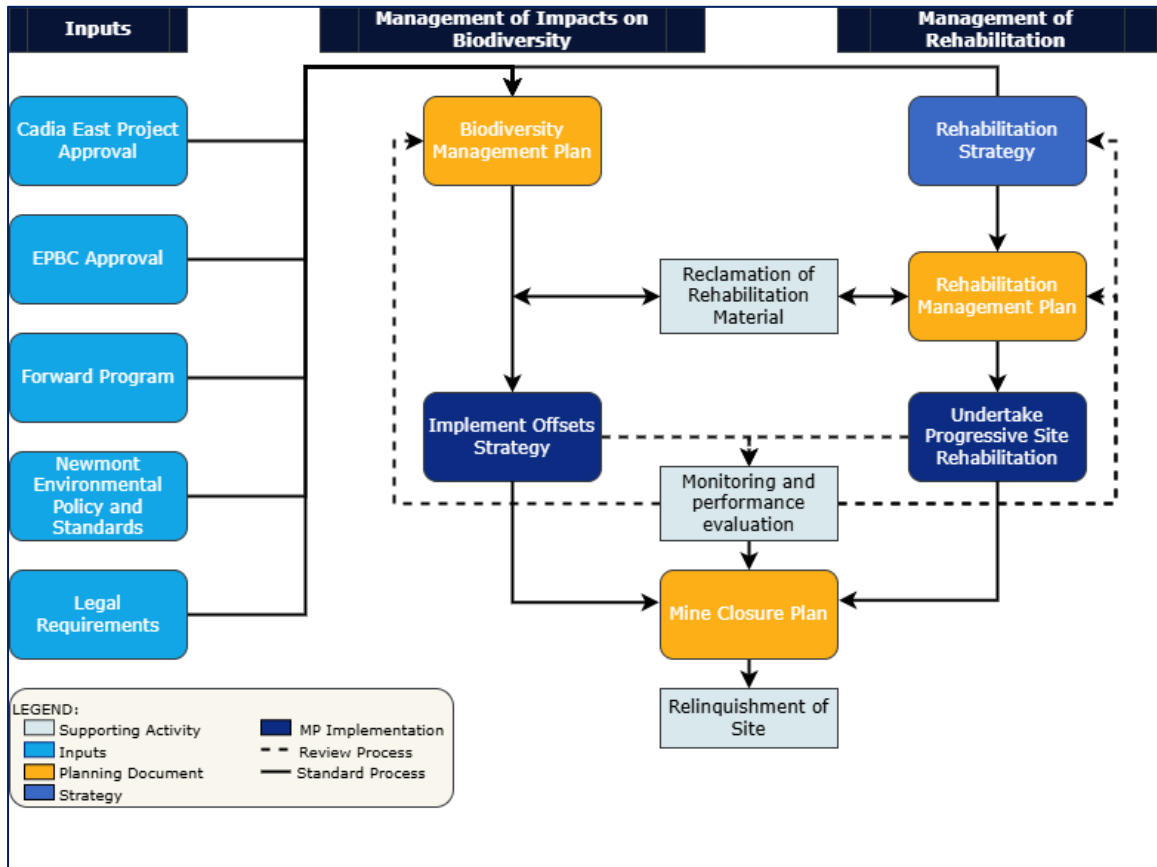 Inputs
Management of Impacts on
Biodiversity
Management of
Rehabilitation
Cadia East Project
Approval
EPBC Approval
Forward Program
Newmont
Environmental
Policy and
Standards
Legal
Requirements
Biodiversity
Management Plan
Rehabilitation
Strategy
Reclamation of
Rehabilitation
Material
Rehabilitation
Management Plan
Implement Offsets
Strategy
Undertake
Progressive Site
Rehabilitation
Monitoring and
performance
evaluation
Mine Closure Plan
Relinquishment of
Site
LEGEND:
Supporting Activity
Inputs
Planning Document
Strategy
MP Implementation
Review Process
Standard Process